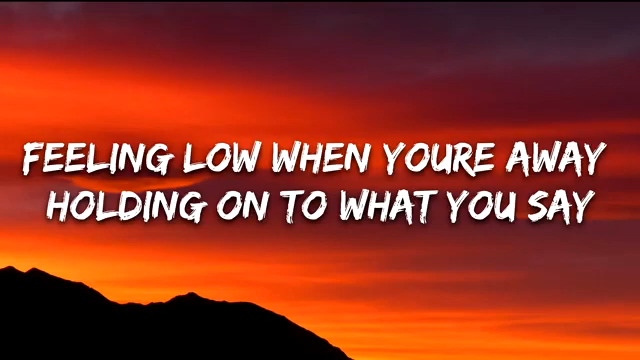 FEELING LOW WHEN YOURE AWAY
HOLDING ON TO WHAT YOU SAY